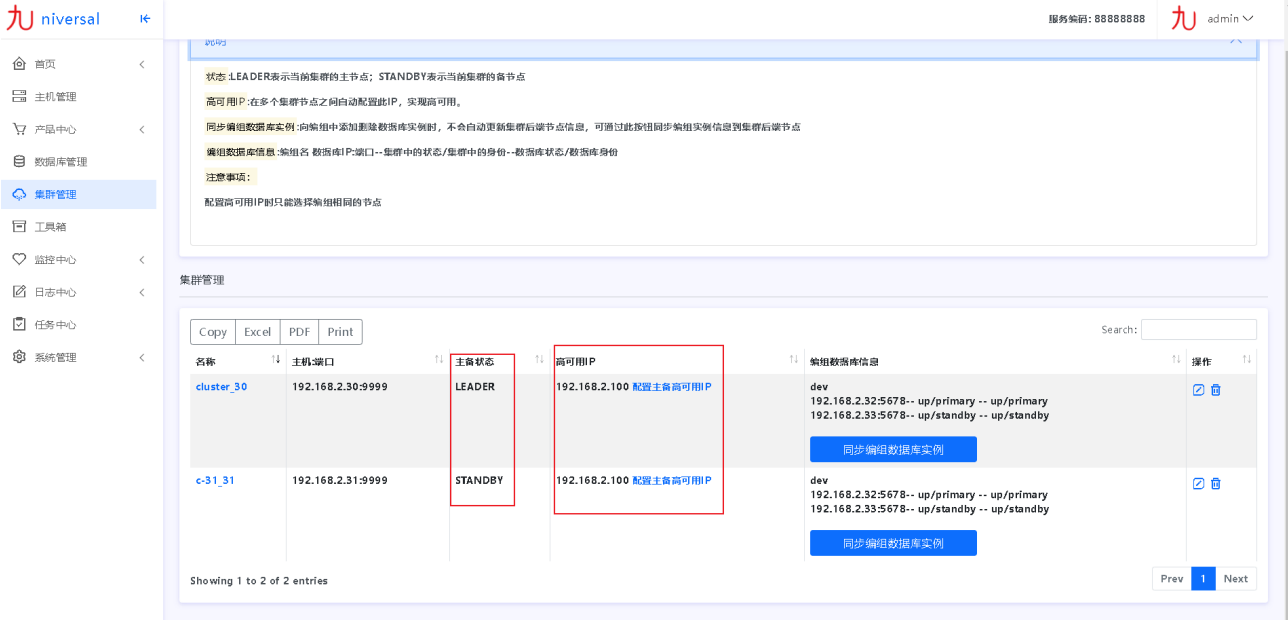 九 niversal
服务编码: 88888888
九 admin
首页
主机管理
产品中心
数据库管理
集群管理
工具箱
监控中心
日志中心
任务中心
系统管理
说明
状态:LEADER表示当前集群的主节点；STANDBY表示当前集群的备节点
高可用IP:在多个集群节点之间自动配置此IP，实现高可用。
同步编组数据库实例:向编组中添加删除数据库实例时，不会自动更新集群后端节点信息，可通过此按钮同步编组实例信息到集群后端节点
编组数据库信息:编组名 数据库IP:端口--集群中的状态/集群中的身份--数据库状态/数据库身份
注意事项：
配置高可用IP时只能选择编组相同的节点
集群管理
Copy Excel PDF Print
Search:
名称 主机:端口 主备状态 高可用IP 编组数据库信息 操作
cluster_30 192.168.2.30:9999 LEADER 192.168.2.100 配置主备高可用IP dev
192.168.2.32:5678-- up/primary -- up/primary
192.168.2.33:5678-- up/standby -- up/standby
同步编组数据库实例
c-31_31 192.168.2.31:9999 STANDBY 192.168.2.100 配置主备高可用IP dev
192.168.2.32:5678-- up/primary -- up/primary
192.168.2.33:5678-- up/standby -- up/standby
同步编组数据库实例
Showing 1 to 2 of 2 entries
Prev 1 Next